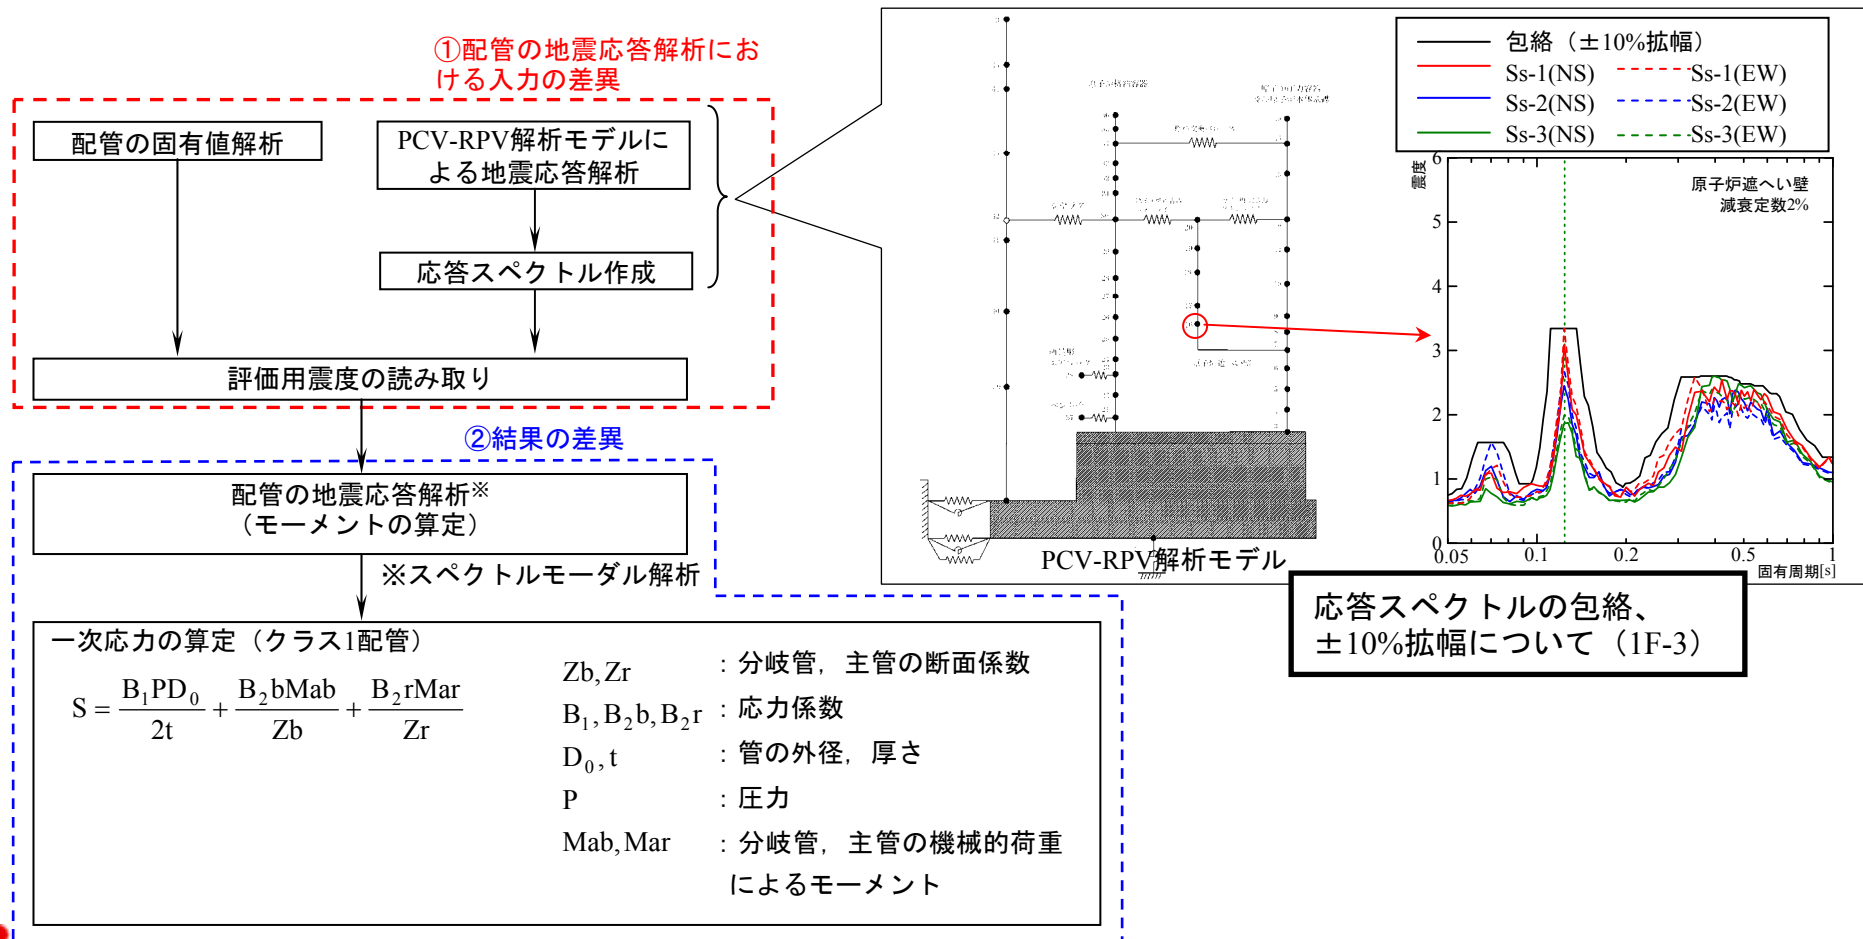 ①配管の地震応答解析にお
ける入力の差異
配管の固有値解析
PCV-RPV解析モデルに
よる地震応答解析
応答スペクトル作成
評価用震度の読み取り
②結果の差異
配管の地震応答解析※
（モーメントの算定）
※スペクトルモーダル解析
一次応力の算定（クラス1配管）
S = B₁PD₀/2t + B₂bMab/Zb + B₂rMar/Zr
Zb, Zr ：分岐管，主管の断面係数
B₁, B₂b, B₂r ：応力係数
D₀, t ：管の外径，厚さ
P ：圧力
Mab, Mar ：分岐管，主管の機械的荷重
によるモーメント
PCV-RPV解析モデル
包絡（±10%拡幅）
Ss-1(NS) Ss-1(EW)
Ss-2(NS) Ss-2(EW)
Ss-3(NS) Ss-3(EW)
震度
原子炉遮へい壁
減衰定数2%
6
5
4
3
2
1
0
0.05 0.1 0.2 0.5 1
固有周期[s]
応答スペクトルの包絡、
±10%拡幅について（1F-3）